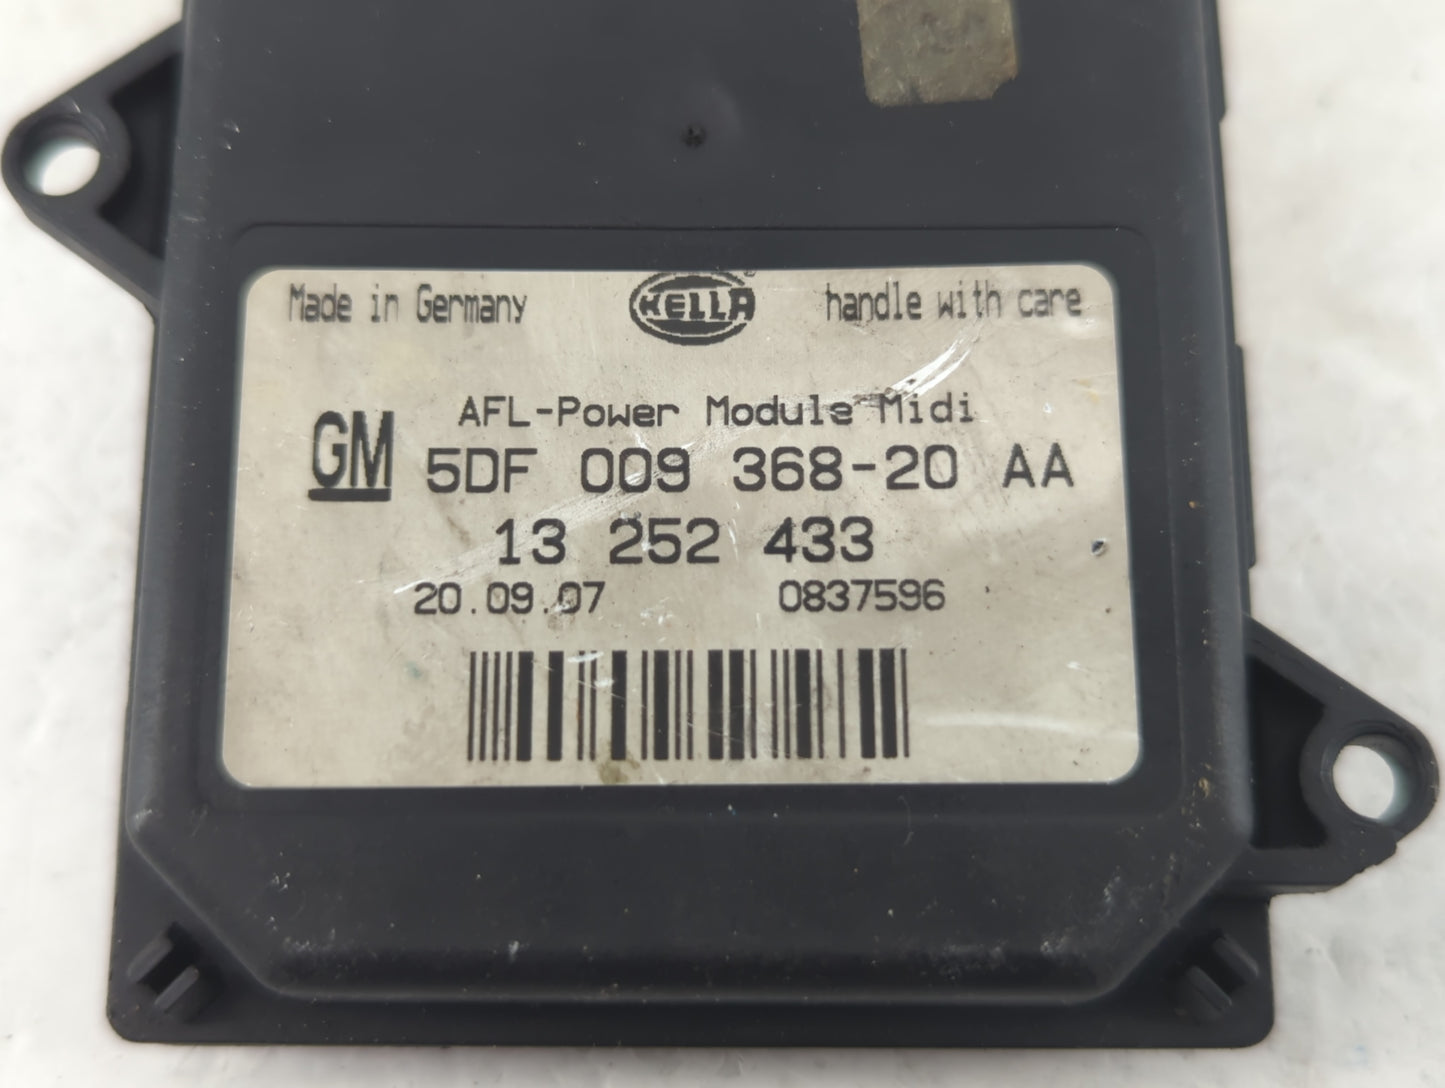 Made in Germany HELLA handle with care
AFL-Power Module Midi
GM 5DF 009 368-20 AA
13 252 433
20.09.07 0837596